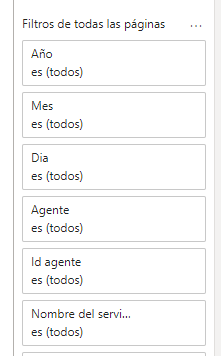 Filtros de todas las páginas ...
Año
es (todos)
Mes
es (todos)
Dia
es (todos)
Agente
es (todos)
Id agente
es (todos)
Nombre del servi...
es (todos)